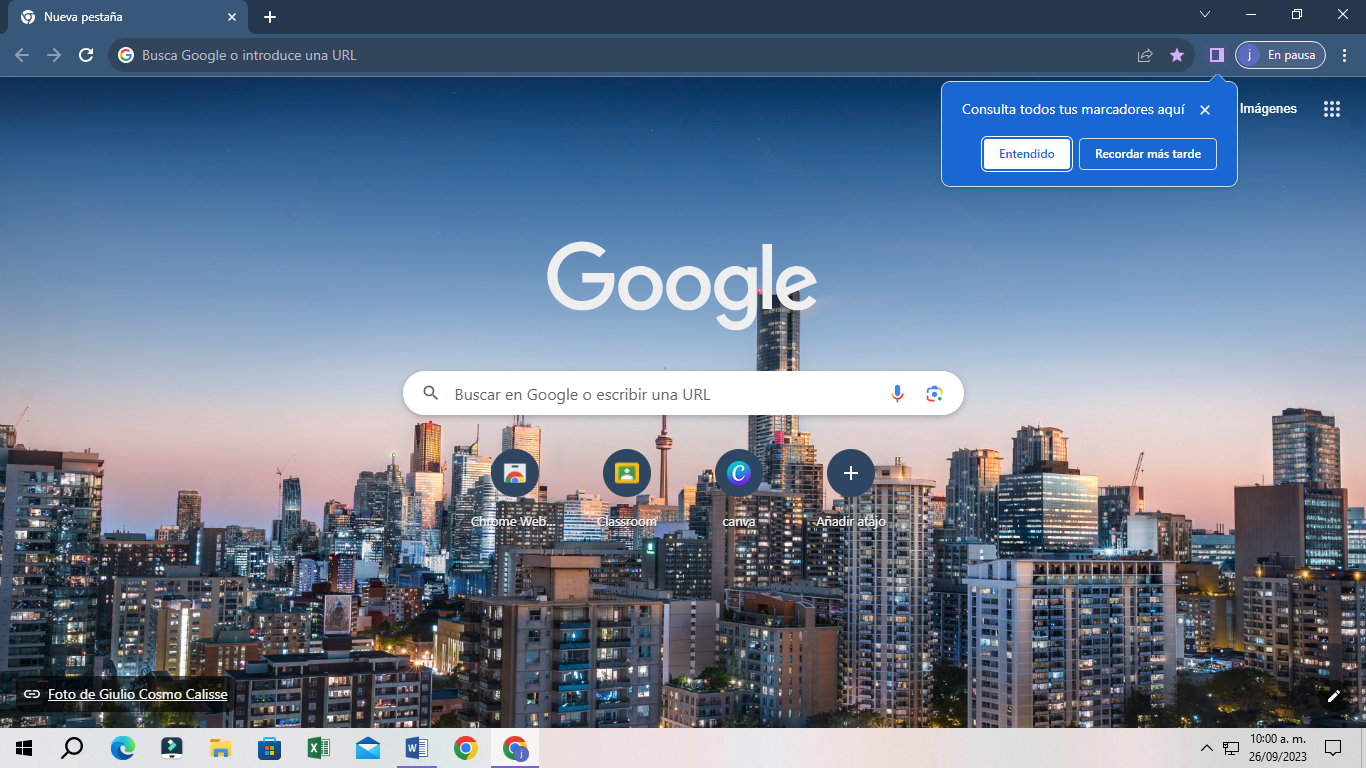 Nueva pestaña
Busca Google o introduce una URL
j
En pausa
Consulta todos tus marcadores aquí
Imágenes
Entendido
Recordar más tarde
Google
Buscar en Google o escribir una URL
Chrome Web...
Classroom
canva
Añadir atajo
Foto de Giulio Cosmo Calisse
10:00 a. m.
26/09/2023